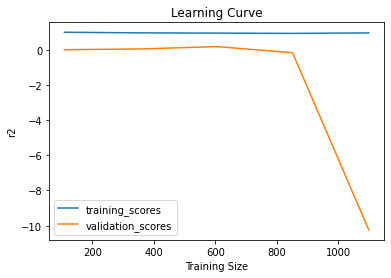 Learning Curve
r2
0
−2
−4
−6
−8
−10
training_scores
validation_scores
200 400 600 800 1000
Training Size